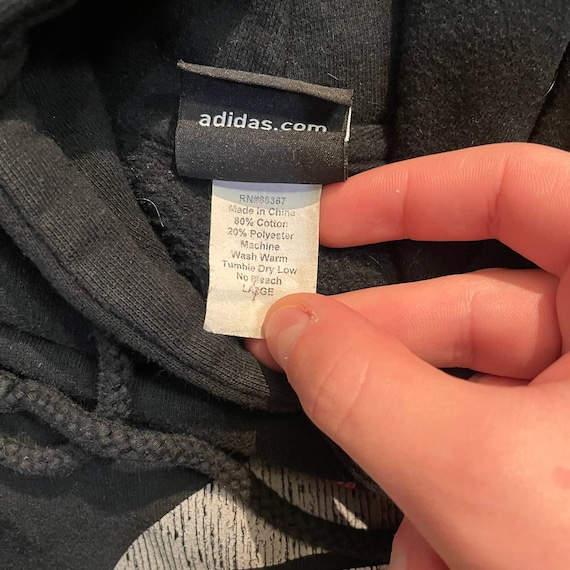 adidas.com
RN#88387
Made in China
80% Cotton
20% Polyester
Machine
Wash Warm
Tumble Dry Low
No Bleach
LARGE